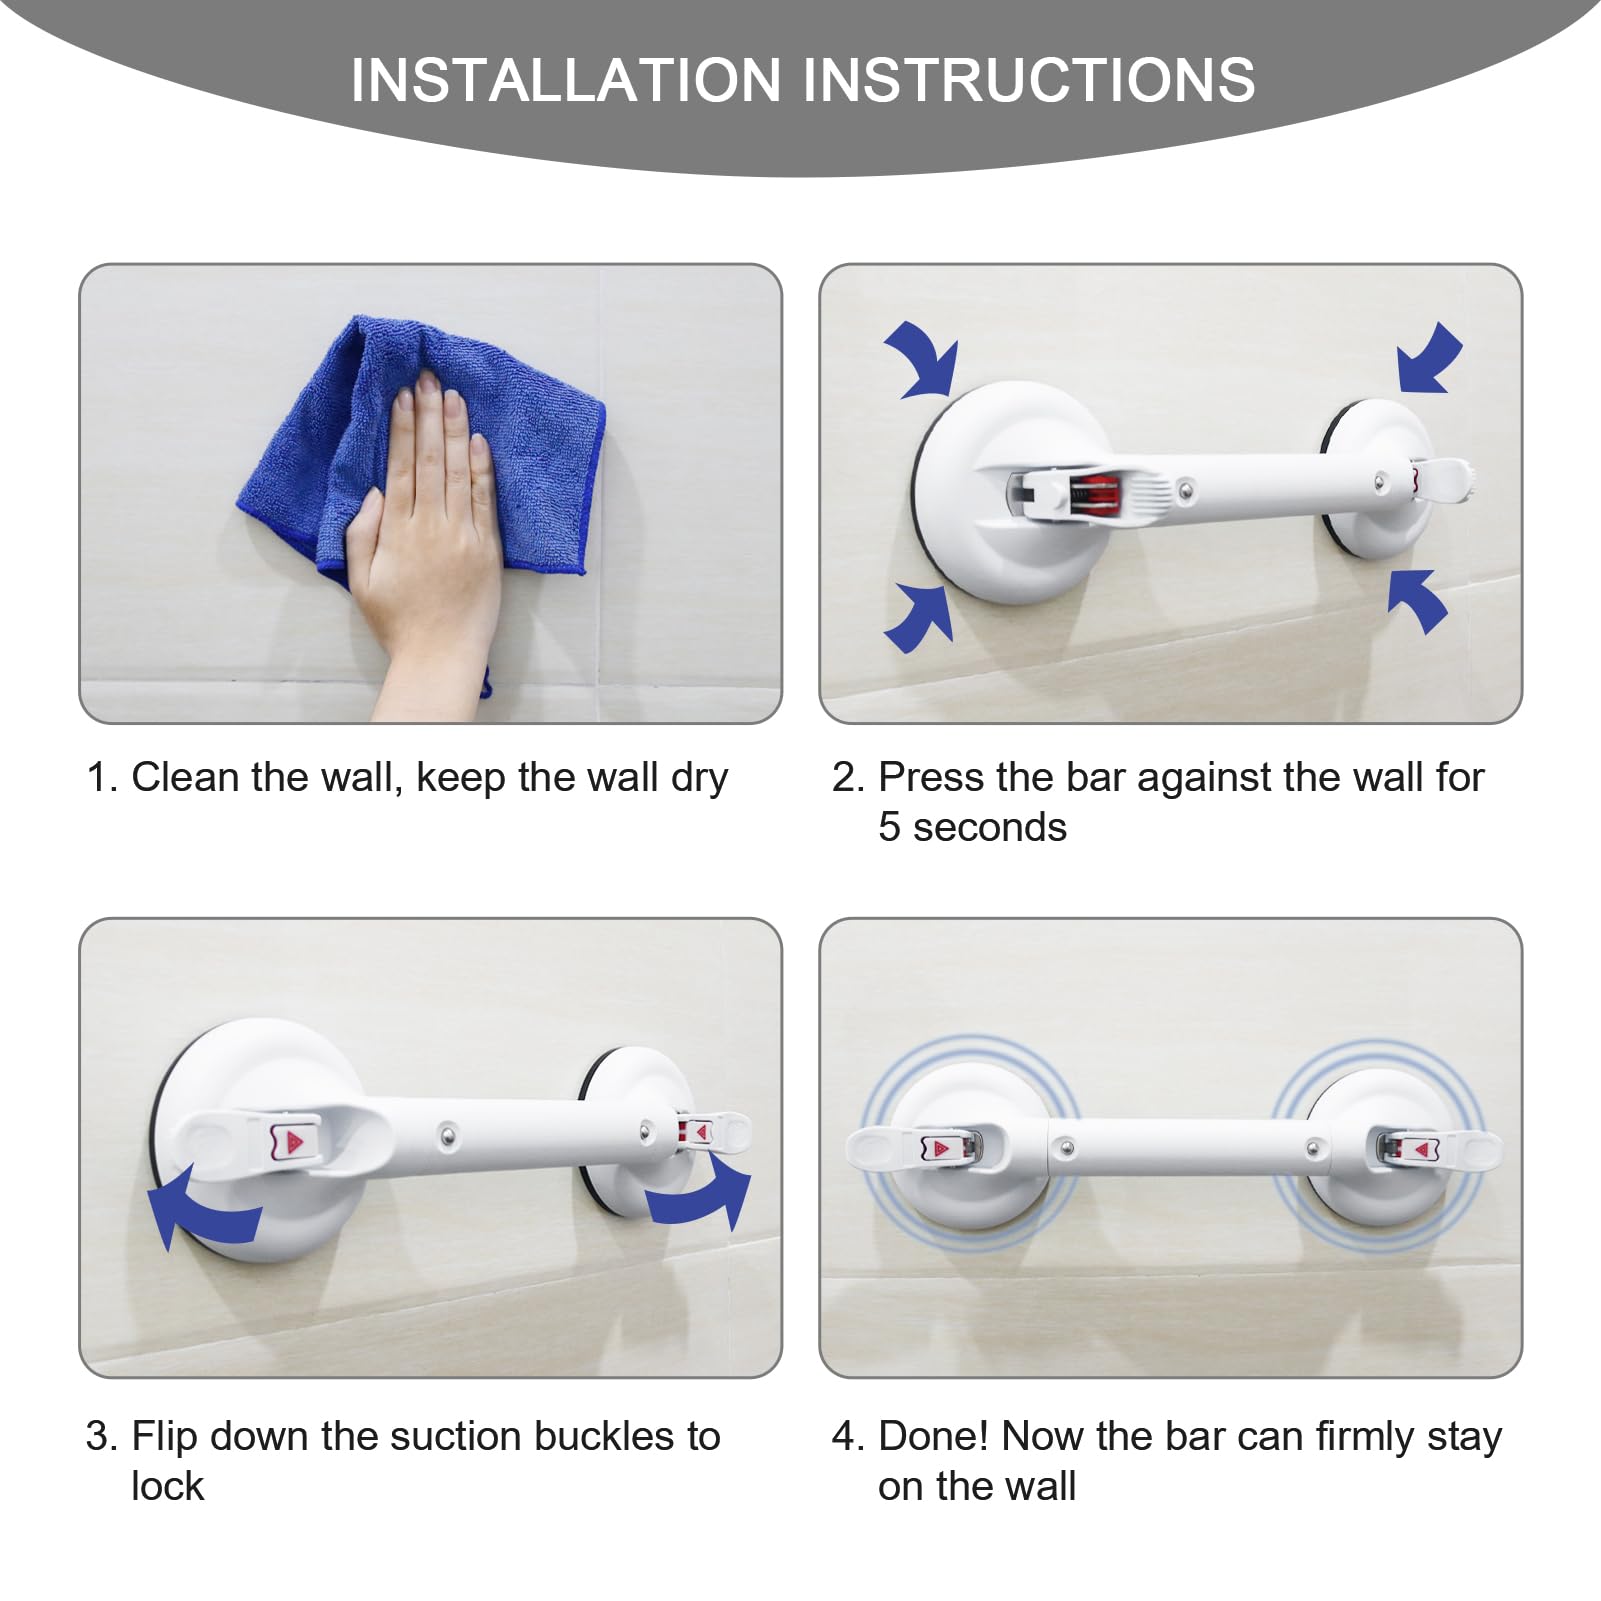 INSTALLATION INSTRUCTIONS
1. Clean the wall, keep the wall dry
2. Press the bar against the wall for
5 seconds
3. Flip down the suction buckles to
lock
4. Done! Now the bar can firmly stay
on the wall